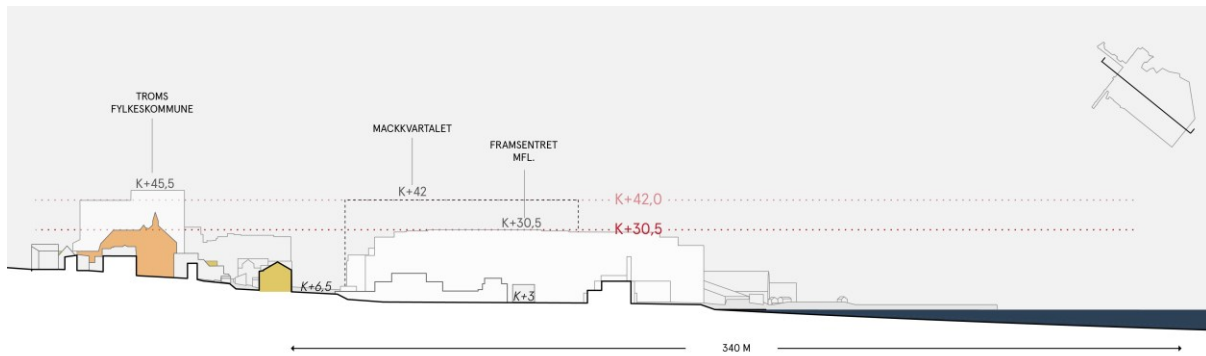 TROMS
FYLKESKOMMUNE
MACKKVARTALET
FRAMSENTRET
MFL.
K+45,5
K+42
K+42,0
K+30,5
K+30,5
K+6,5
K+3
340 M